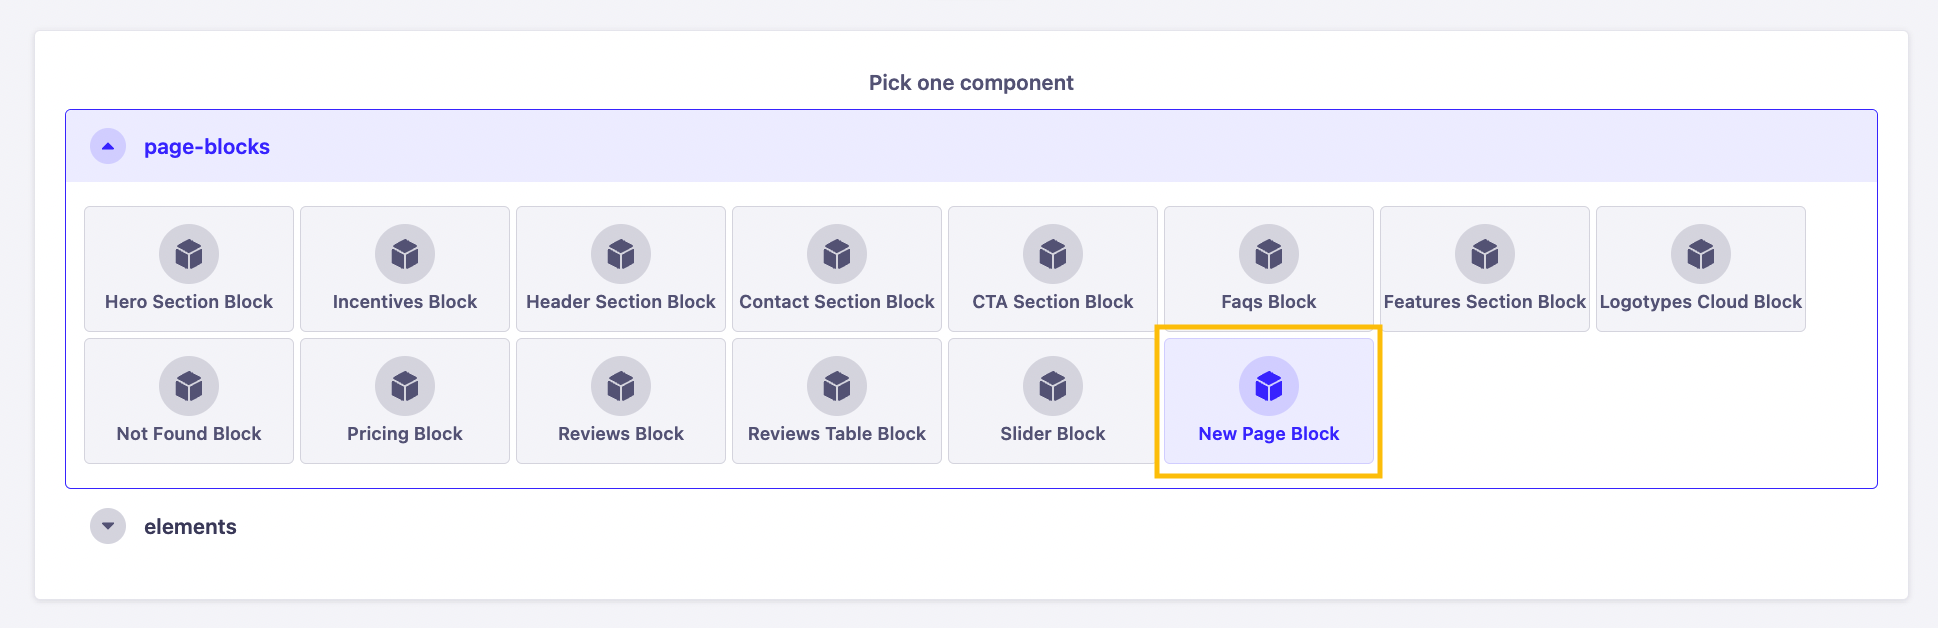 Pick one component
page-blocks
Hero Section Block
Incentives Block
Header Section Block
Contact Section Block
CTA Section Block
Faqs Block
Features Section Block
Logotypes Cloud Block
Not Found Block
Pricing Block
Reviews Block
Reviews Table Block
Slider Block
New Page Block
elements